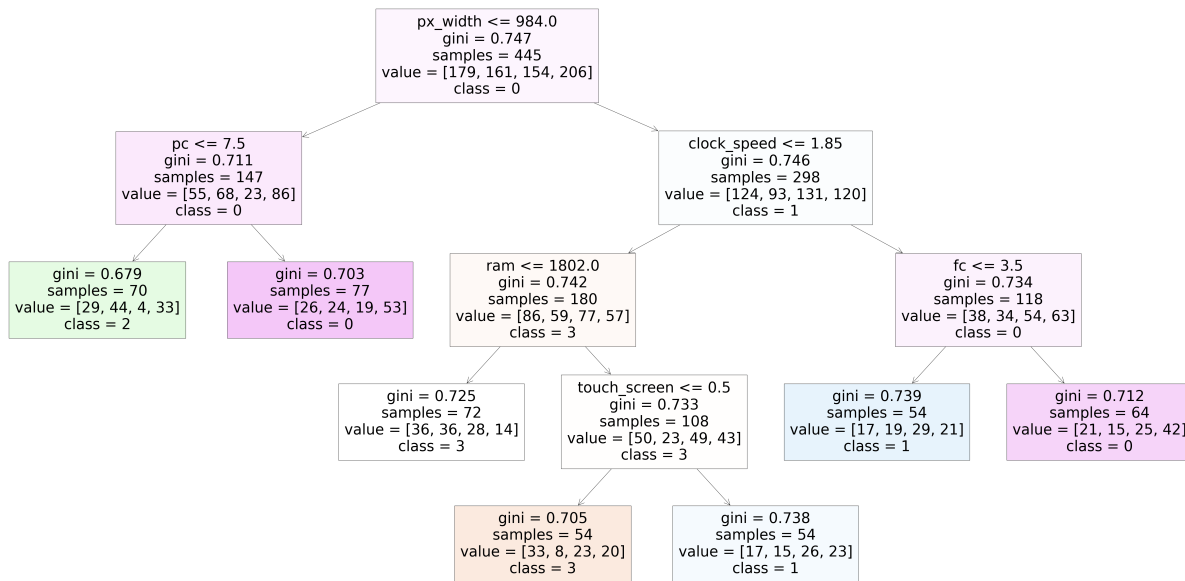 px_width <= 984.0
gini = 0.747
samples = 445
value = [179, 161, 154, 206]
class = 0
pc <= 7.5
gini = 0.711
samples = 147
value = [55, 68, 23, 86]
class = 0
clock_speed <= 1.85
gini = 0.746
samples = 298
value = [124, 93, 131, 120]
class = 1
gini = 0.679
samples = 70
value = [29, 44, 4, 33]
class = 2
gini = 0.703
samples = 77
value = [26, 24, 19, 53]
class = 0
ram <= 1802.0
gini = 0.742
samples = 180
value = [86, 59, 77, 57]
class = 3
fc <= 3.5
gini = 0.734
samples = 118
value = [38, 34, 54, 63]
class = 0
gini = 0.725
samples = 72
value = [36, 36, 28, 14]
class = 3
touch_screen <= 0.5
gini = 0.733
samples = 108
value = [50, 23, 49, 43]
class = 3
gini = 0.739
samples = 54
value = [17, 19, 29, 21]
class = 1
gini = 0.712
samples = 64
value = [21, 15, 25, 42]
class = 0
gini = 0.705
samples = 54
value = [33, 8, 23, 20]
class = 3
gini = 0.738
samples = 54
value = [17, 15, 26, 23]
class = 1